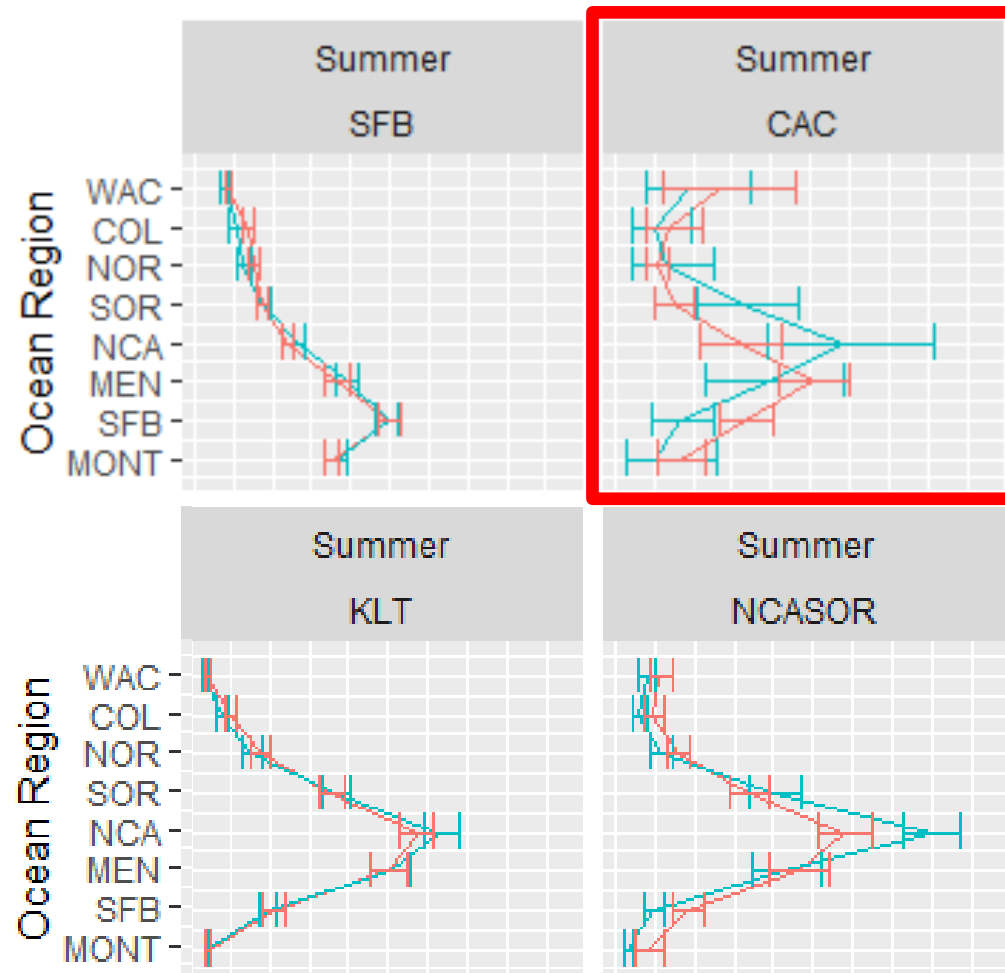 Summer
SFB
Summer
CAC
Ocean Region
WAC
COL
NOR
SOR
NCA
MEN
SFB
MONT
Summer
KLT
Summer
NCASOR
Ocean Region
WAC
COL
NOR
SOR
NCA
MEN
SFB
MONT